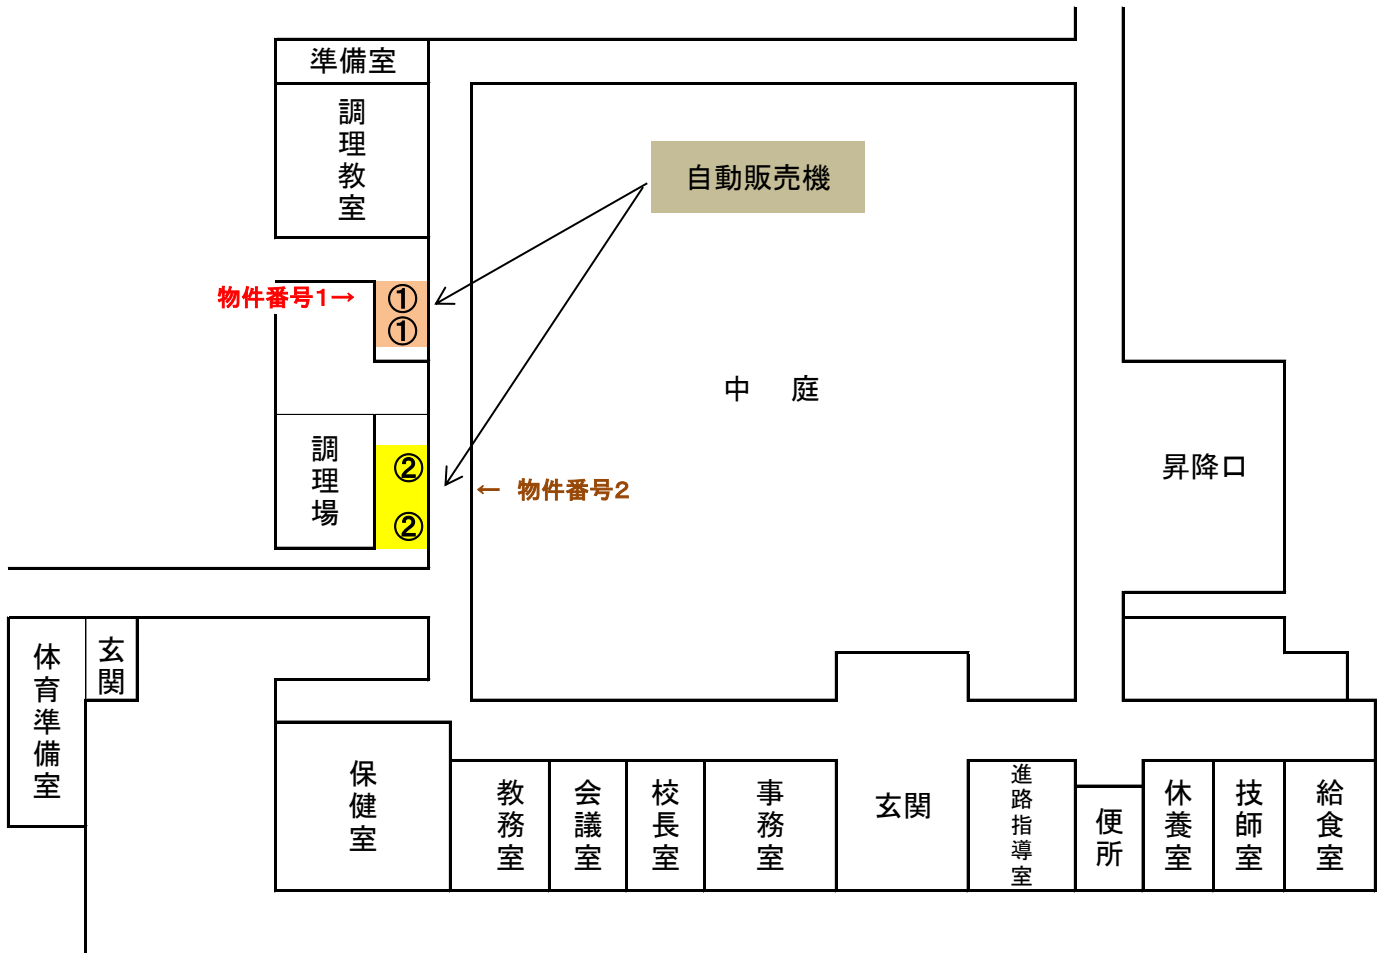 準備室
調理教室
自動販売機
物件番号1→
①
①
中 庭
調理場
②
②
← 物件番号2
昇降口
体育準備室
玄関
保健室
教務室
会議室
校長室
事務室
玄関
進路指導室
便所
休養室
技師室
給食室